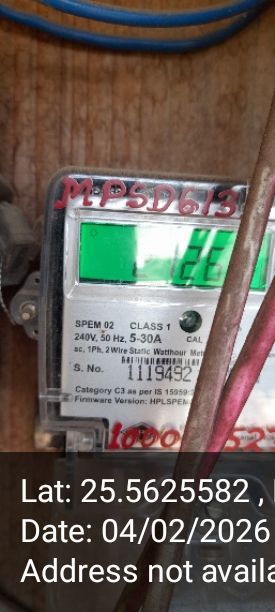 MPSD613
SPEM 02 CLASS 1
240V, 50 Hz, 5-30A CAL
ac, 1Ph, 2 Wire Static Watthour
S. No. 1119492
Category C3 as per IS 15959:
Firmware Version: HPLSPEM
Lat: 25.5625582 ,
Date: 04/02/2026
Address not availa